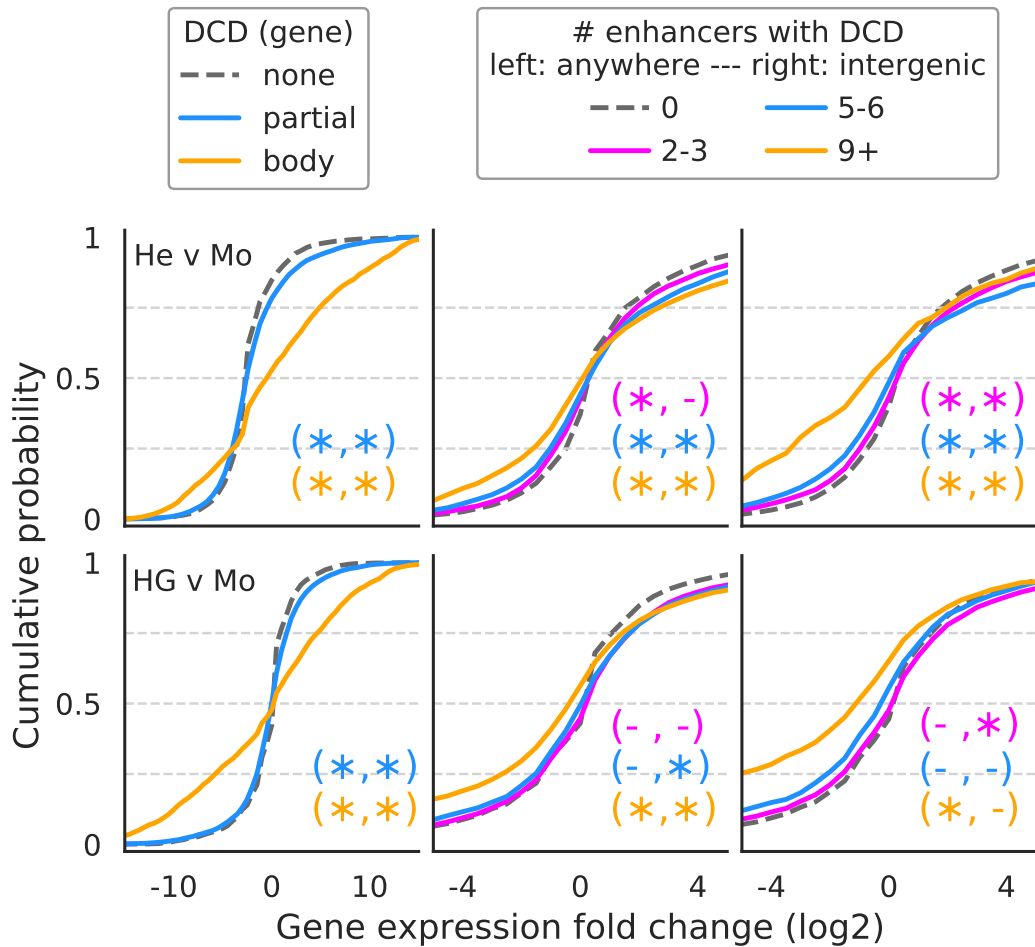 DCD (gene)
none
partial
body
# enhancers with DCD
left: anywhere --- right: intergenic
0
5-6
2-3
9+
Cumulative probability
1
0.5
0
He v Mo
(*,*)
(*,*)
(*, -)
(*,*)
(*,*)
(*,*)
(*,*)
(*,*)
1
0.5
0
HG v Mo
(*,*)
(*,*)
(- , -)
(- ,*)
(*,*)
(- ,*)
(- , -)
(*, -)
-10 0 10
-4 0 4
-4 0 4
Gene expression fold change (log2)